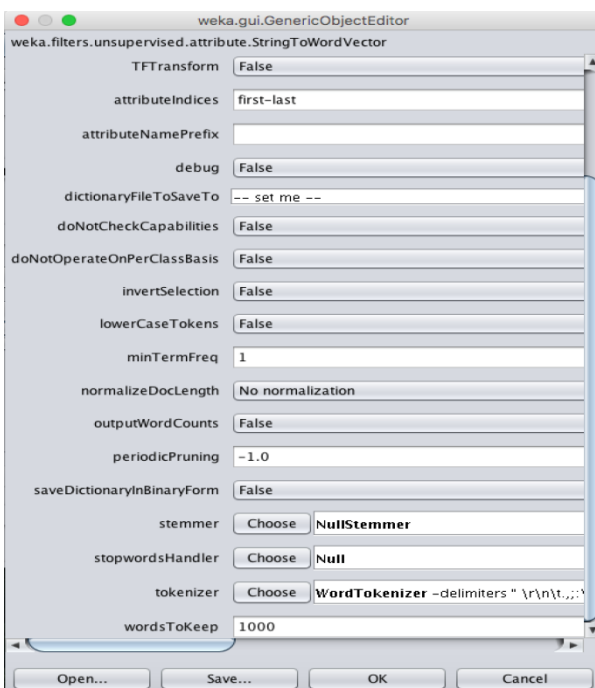 weka.gui.GenericObjectEditor
weka.filters.unsupervised.attribute.StringToWordVector
TFTransform False
attributeIndices first-last
attributeNamePrefix
debug False
dictionaryFileToSaveTo -- set me --
doNotCheckCapabilities False
doNotOperateOnPerClassBasis False
invertSelection False
lowerCaseTokens False
minTermFreq 1
normalizeDocLength No normalization
outputWordCounts False
periodicPruning -1.0
saveDictionaryInBinaryForm False
stemmer Choose NullStemmer
stopwordsHandler Choose Null
tokenizer Choose WordTokenizer -delimiters " \r\n\t.,;:\
wordsToKeep 1000
Open... Save... OK Cancel